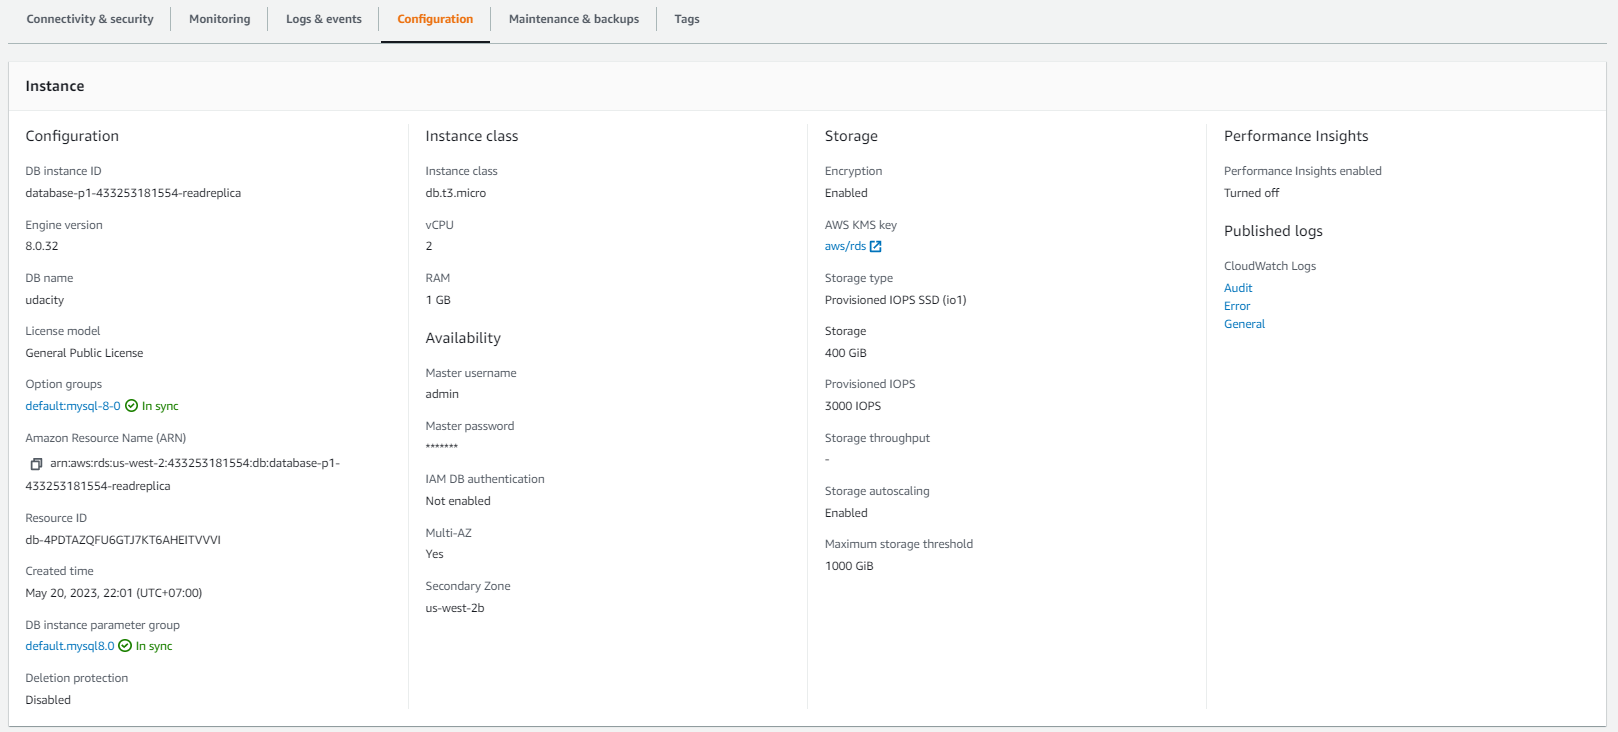 Connectivity & security
Monitoring
Logs & events
Configuration
Maintenance & backups
Tags
Instance
Configuration
DB instance ID
database-p1-433253181554-readreplica
Engine version
8.0.32
DB name
udacity
License model
General Public License
Option groups
default:mysql-8-0 In sync
Amazon Resource Name (ARN)
arn:aws:rds:us-west-2:433253181554:db:database-p1-
433253181554-readreplica
Resource ID
db-4PDTAZQFU6GTJ7KT6AHEITVVVI
Created time
May 20, 2023, 22:01 (UTC+07:00)
DB instance parameter group
default.mysql8.0 In sync
Deletion protection
Disabled
Instance class
Instance class
db.t3.micro
vCPU
2
RAM
1 GB
Availability
Master username
admin
Master password
*******
IAM DB authentication
Not enabled
Multi-AZ
Yes
Secondary Zone
us-west-2b
Storage
Encryption
Enabled
AWS KMS key
aws/rds
Storage type
Provisioned IOPS SSD (io1)
Storage
400 GiB
Provisioned IOPS
3000 IOPS
Storage throughput
-
Storage autoscaling
Enabled
Maximum storage threshold
1000 GiB
Performance Insights
Performance Insights enabled
Turned off
Published logs
CloudWatch Logs
Audit
Error
General